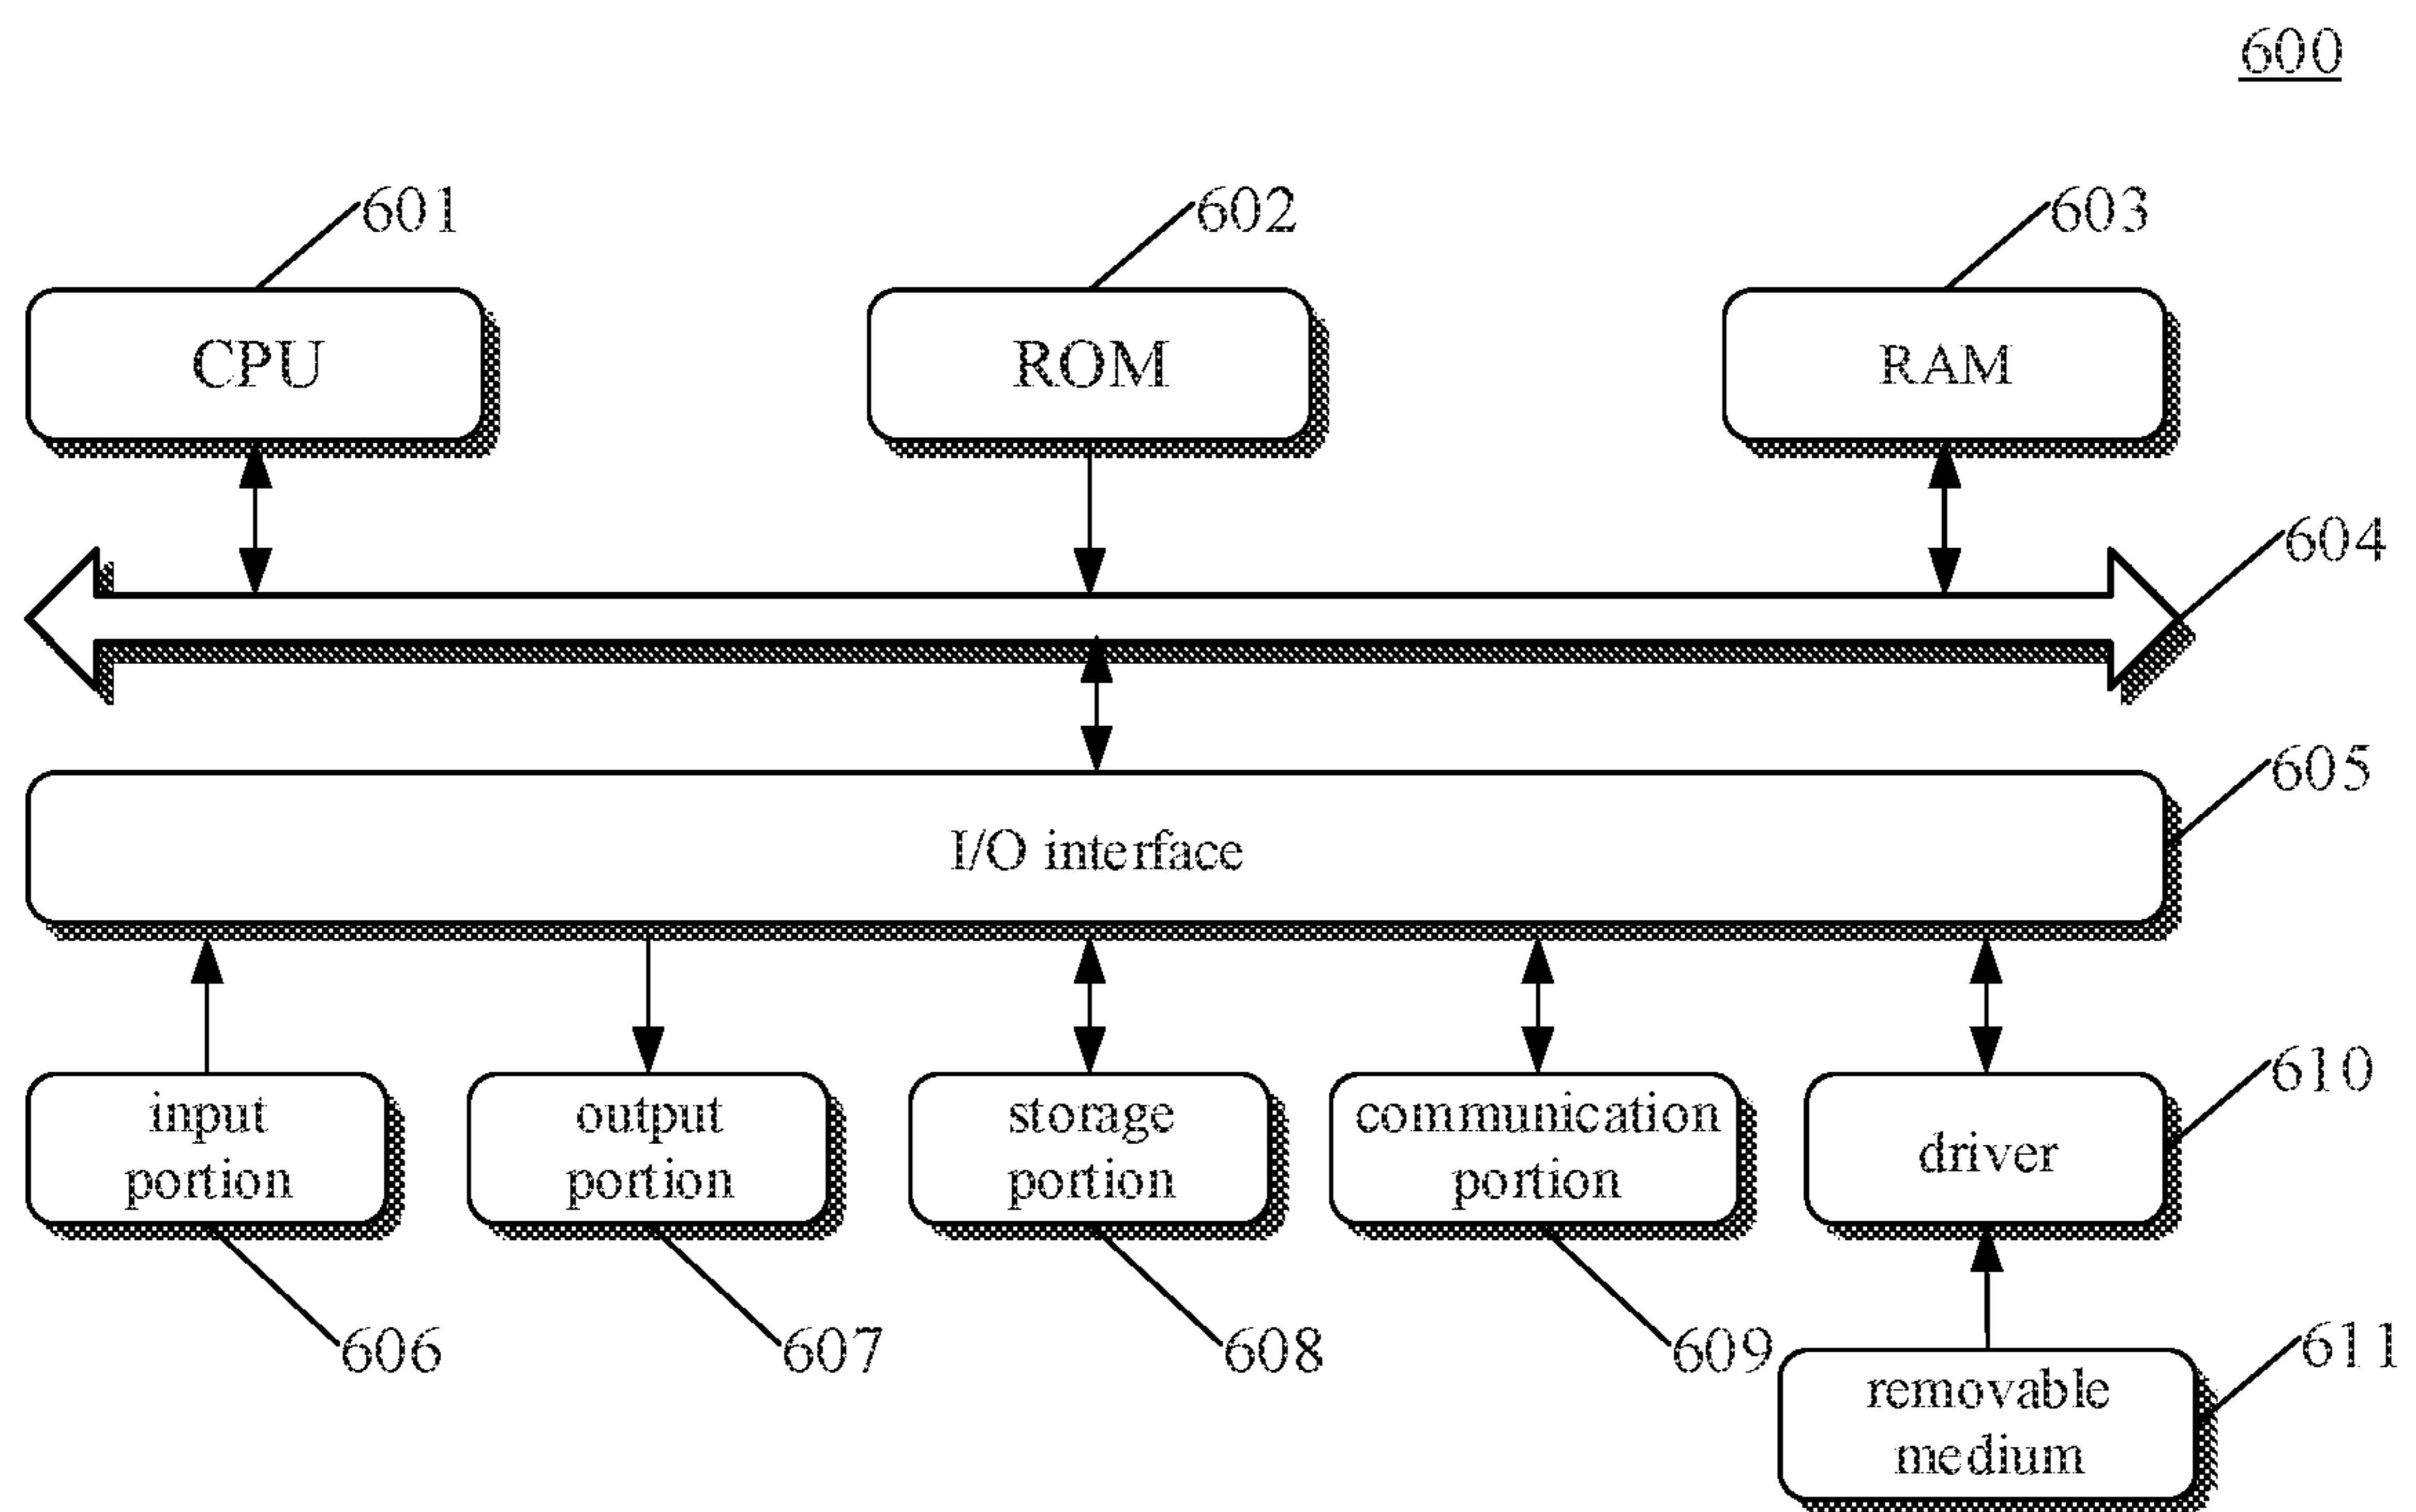 600
601
602
603
CPU
ROM
RAM
604
605
I/O interface
610
input
portion
output
portion
storage
portion
communication
portion
driver
606
607
608
609
611
removable
medium